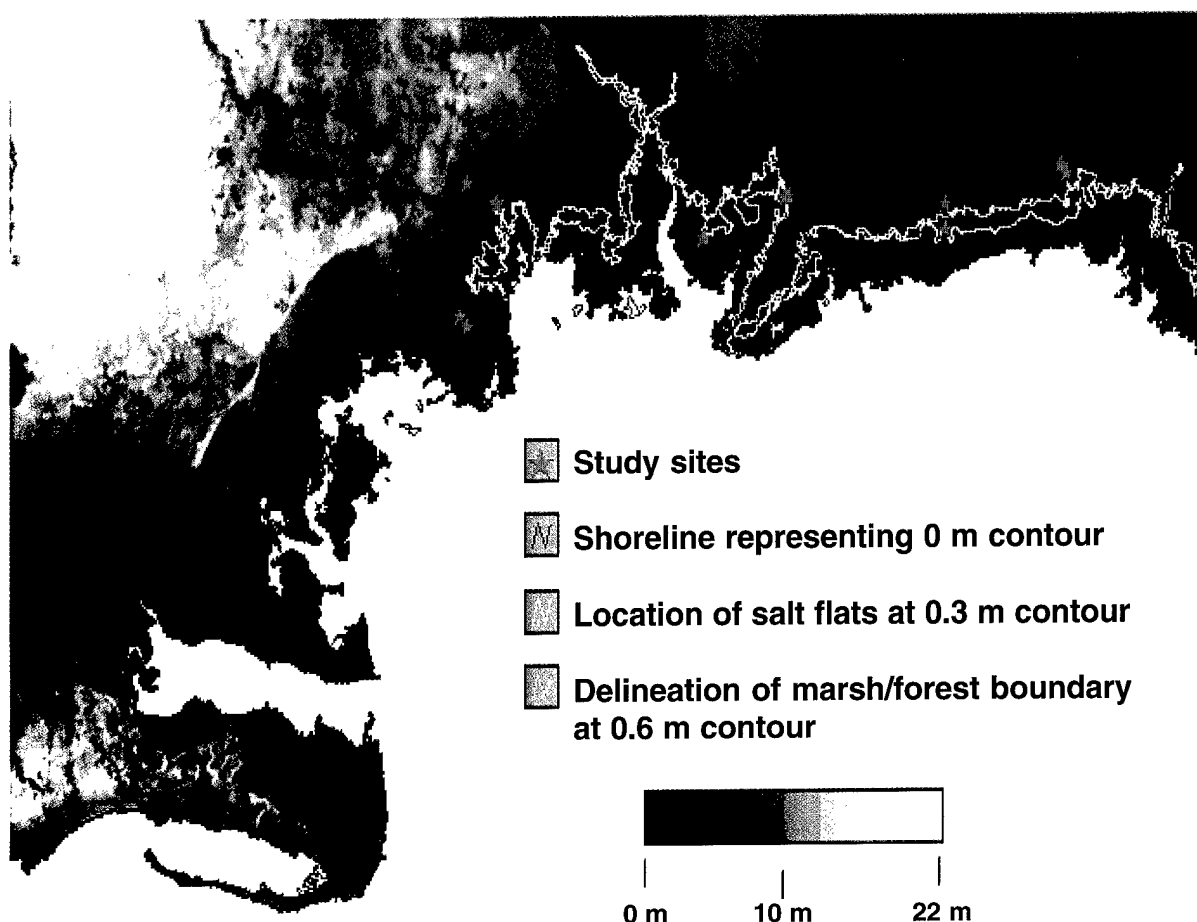 Study sites
Shoreline representing 0 m contour
Location of salt flats at 0.3 m contour
Delineation of marsh/forest boundary
at 0.6 m contour
0 m 10 m 22 m